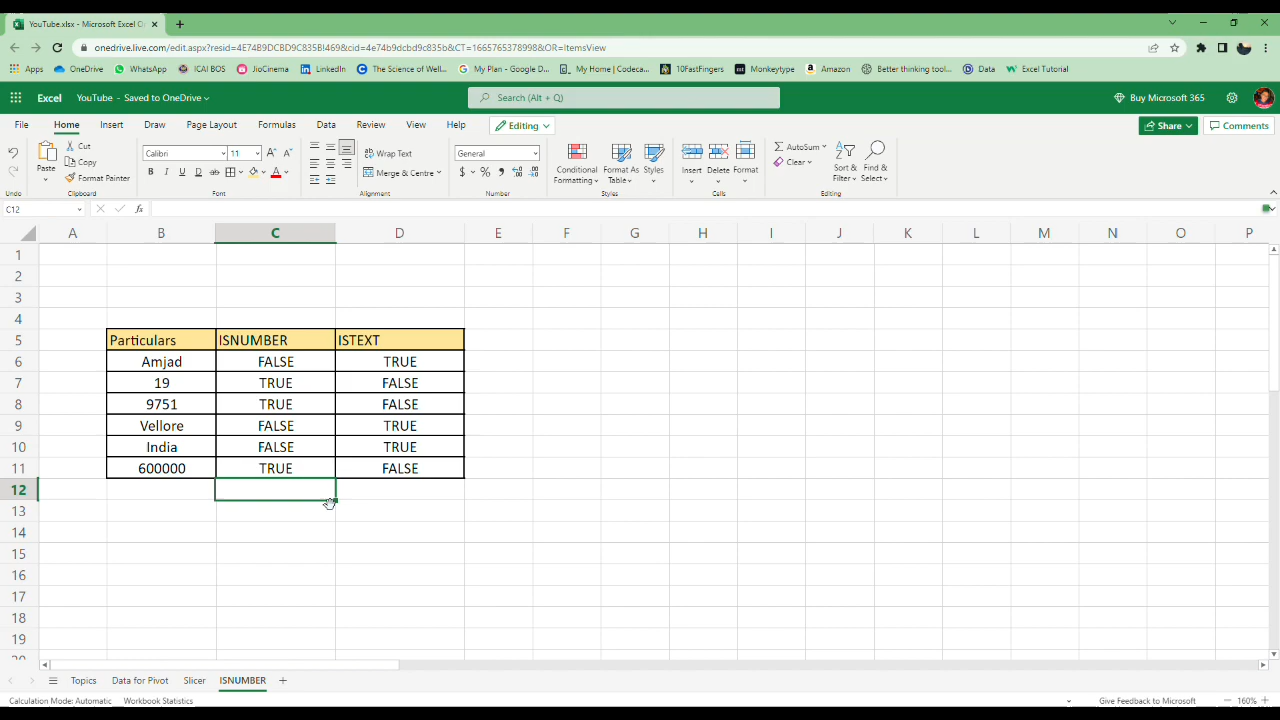 YouTube.xlsx - Microsoft Excel
onedrive.live.com/edit.aspx?resid=4E74B9DCBD9C835B!469&cid=4e74b9dcbd9c835b&CT=1665765378998&OR=ItemsView
Apps OneDrive WhatsApp ICAI BOS JioCinema LinkedIn The Science of Well... My Plan - Google D... My Home | Codeca... 10FastFingers Monkeytype Amazon Better thinking tool... Data Excel Tutorial
Excel YouTube - Saved to OneDrive Search (Alt + Q) Buy Microsoft 365
File Home Insert Draw Page Layout Formulas Data Review View Help Editing Share Comments
Cut Calibri 11 A A Wrap Text General AutoSum
Paste Copy Conditional Formatting Format As Table Styles Insert Delete Format Clear Sort & Filter Find & Select
Format Painter B I U D ab A Merge & Centre $ %
Undo Clipboard Font Alignment Number Styles Cells Editing
C12 fx
A B C D E F G H I J K L M N O P
1
2
3
4
5 Particulars ISNUMBER ISTEXT
6 Amjad FALSE TRUE
7 19 TRUE FALSE
8 9751 TRUE FALSE
9 Vellore FALSE TRUE
10 India FALSE TRUE
11 600000 TRUE FALSE
12
13
14
15
16
17
18
19
Topics Data for Pivot Slicer ISNUMBER
Calculation Mode: Automatic Workbook Statistics Give Feedback to Microsoft 160%